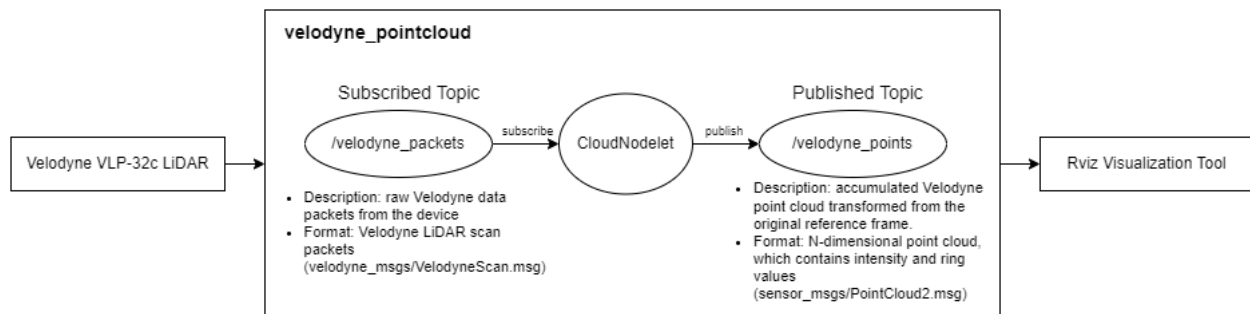 velodyne_pointcloud
Subscribed Topic
Published Topic
Velodyne VLP-32c LiDAR
/velodyne_packets
subscribe
CloudNodelet
publish
/velodyne_points
Rviz Visualization Tool
• Description: raw Velodyne data
packets from the device
• Format: Velodyne LiDAR scan
packets
(velodyne_msgs/VelodyneScan.msg)
• Description: accumulated Velodyne
point cloud transformed from the
original reference frame.
• Format: N-dimensional point cloud,
which contains intensity and ring
values
(sensor_msgs/PointCloud2.msg)